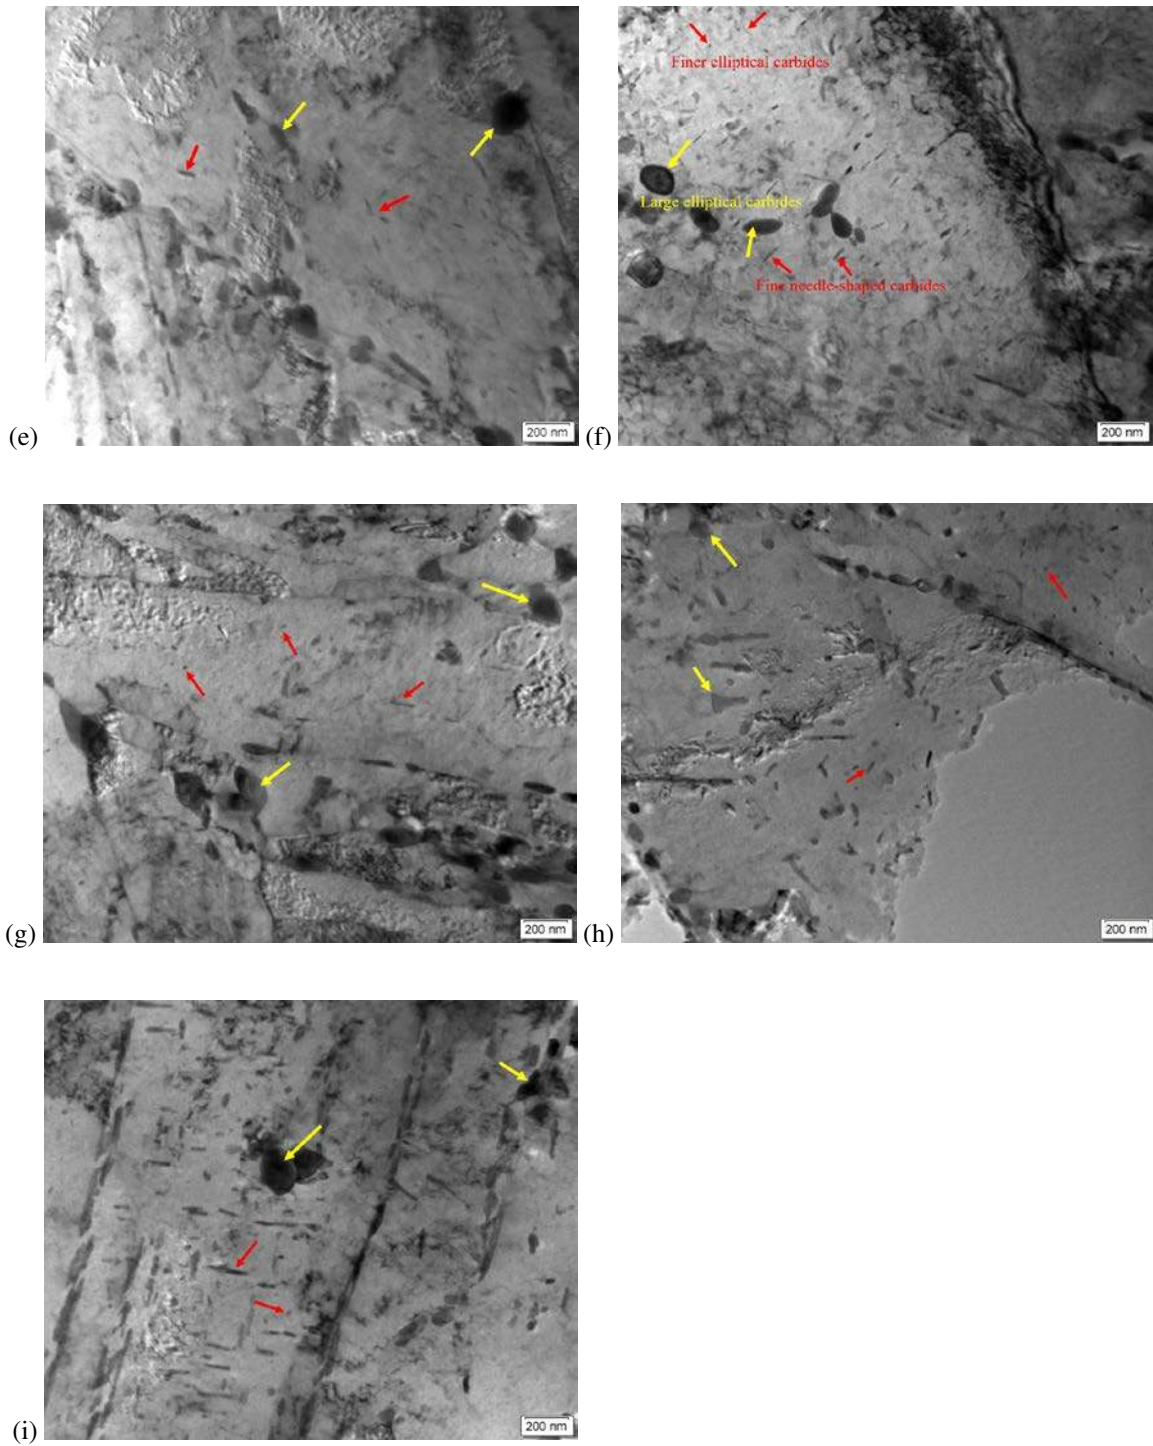 Finer elliptical carbides
Large elliptical carbides
Fine needle-shaped carbides
(e)
200 nm
(f)
200 nm
(g)
200 nm
(h)
200 nm
(i)
200 nm